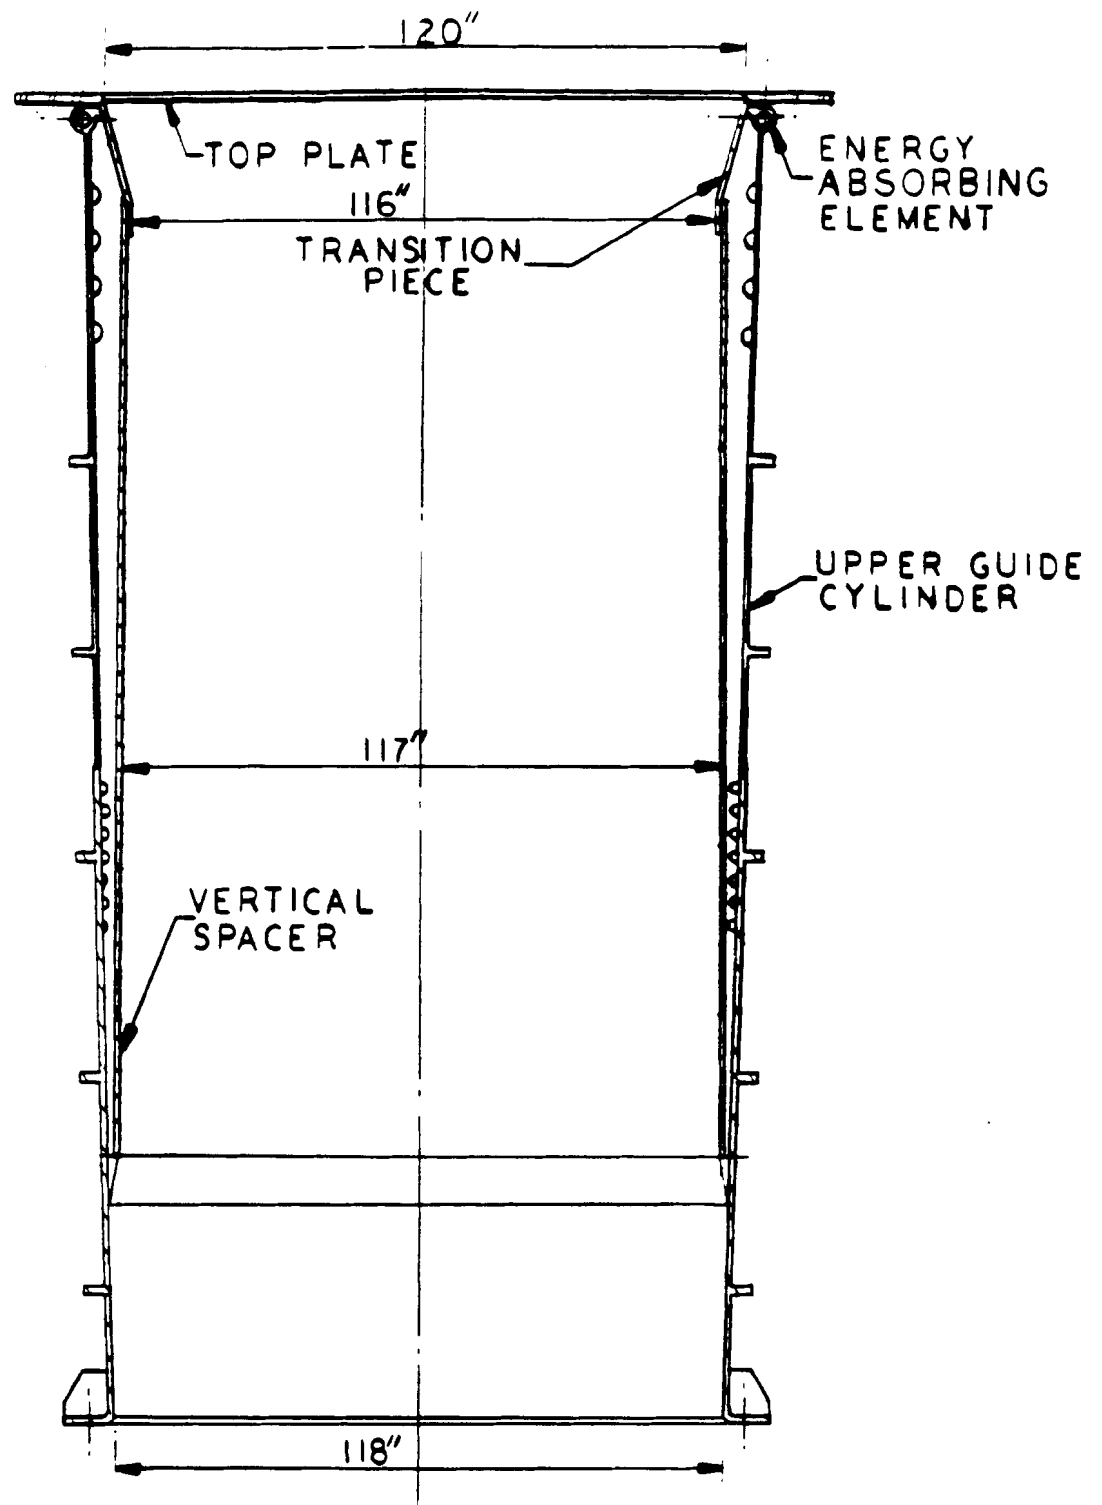 120"
TOP PLATE
ENERGY
ABSORBING
ELEMENT
116"
TRANSITION
PIECE
UPPER GUIDE
CYLINDER
117"
VERTICAL
SPACER
118"